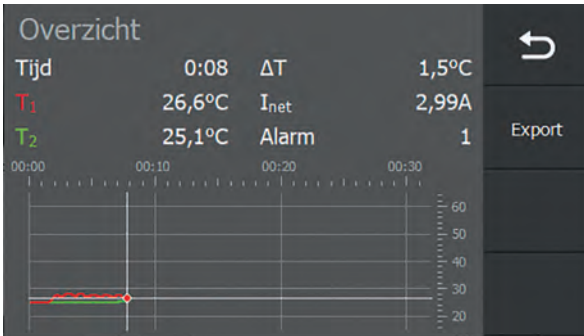 Overzicht
Tijd 0:08 ΔT 1,5°C
T1 26,6°C Inet 2,99A
T2 25,1°C Alarm 1
Export
00:00 00:10 00:20 00:30
60
50
40
30
20